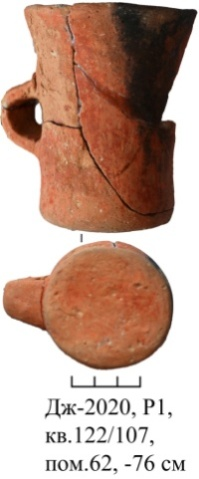 Дж-2020, Р1,
кв.122/107,
пом.62, -76 см